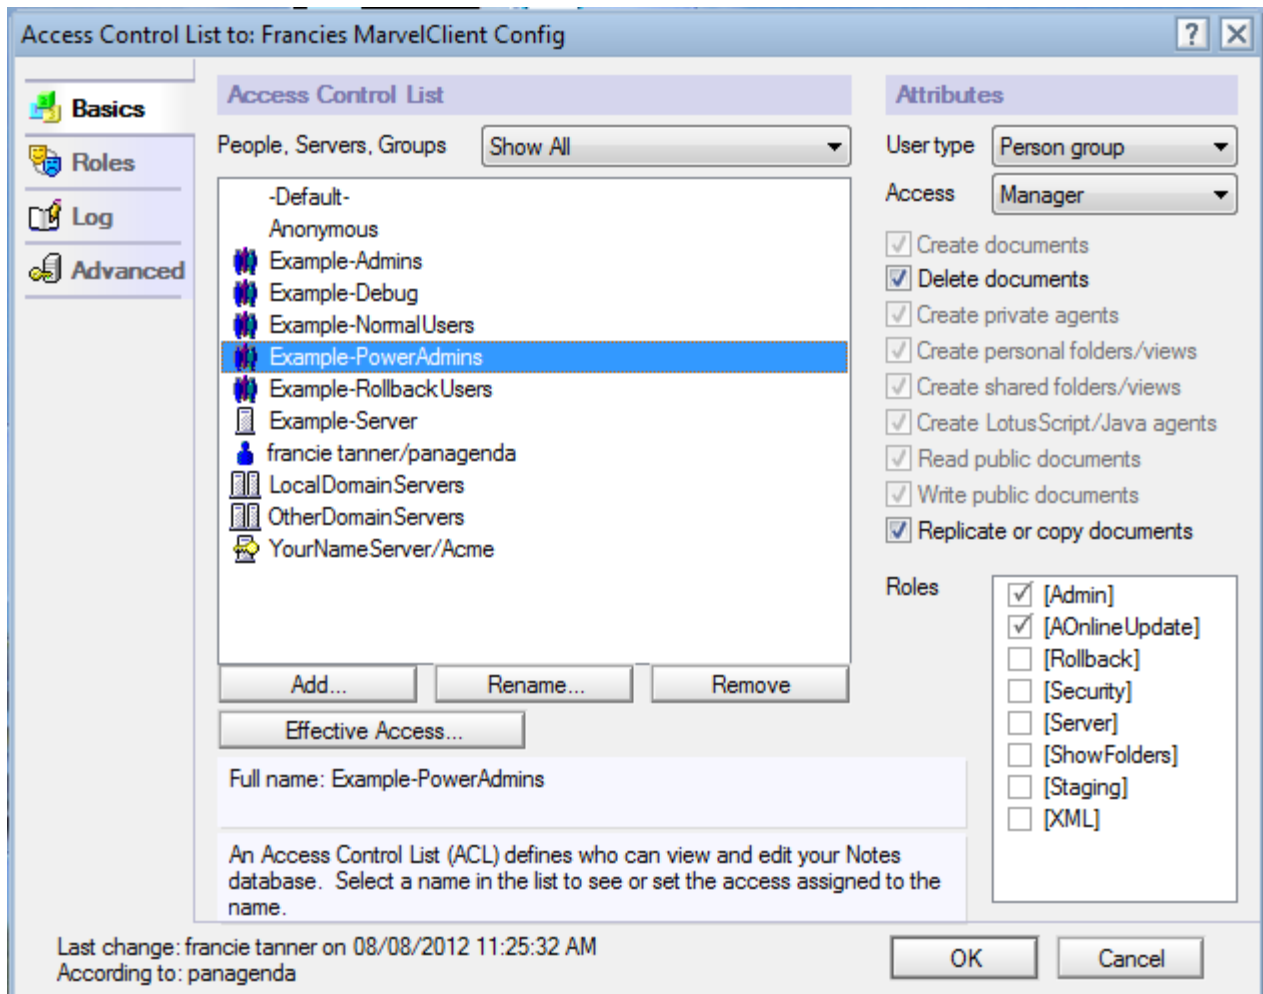 Access Control List to: Francies MarvelClient Config
?
Basics
Roles
Log
Advanced
Access Control List
People, Servers, Groups
Show All
-Default-
Anonymous
Example-Admins
Example-Debug
Example-NormalUsers
Example-PowerAdmins
Example-RollbackUsers
Example-Server
francie tanner/panagenda
LocalDomainServers
OtherDomainServers
YourNameServer/Acme
Add...
Rename...
Remove
Effective Access...
Full name: Example-PowerAdmins
An Access Control List (ACL) defines who can view and edit your Notes
database. Select a name in the list to see or set the access assigned to the
name.
Attributes
User type
Person group
Access
Manager
Create documents
Delete documents
Create private agents
Create personal folders/views
Create shared folders/views
Create LotusScript/Java agents
Read public documents
Write public documents
Replicate or copy documents
Roles
[Admin]
[AOnlineUpdate]
[Rollback]
[Security]
[Server]
[ShowFolders]
[Staging]
[XML]
Last change: francie tanner on 08/08/2012 11:25:32 AM
According to: panagenda
OK
Cancel